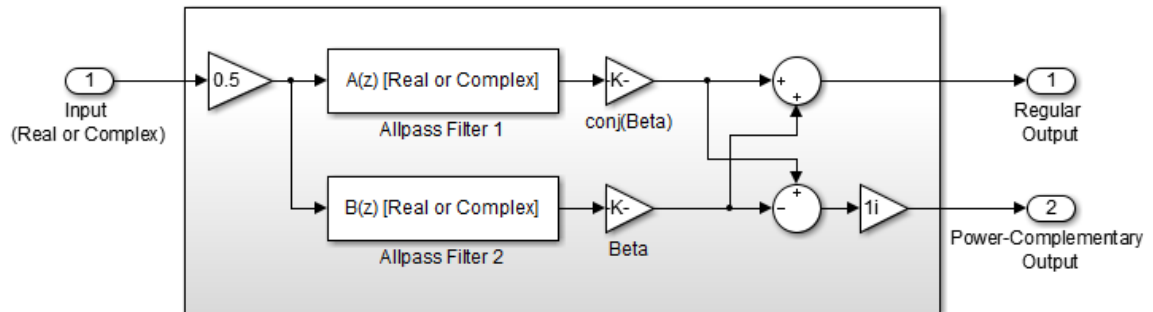 1
Input
(Real or Complex)
0.5
A(z) [Real or Complex]
Allpass Filter 1
-K-
conj(Beta)
+
+
1
Regular
Output
B(z) [Real or Complex]
Allpass Filter 2
-K-
Beta
+
−
1i
2
Power-Complementary
Output